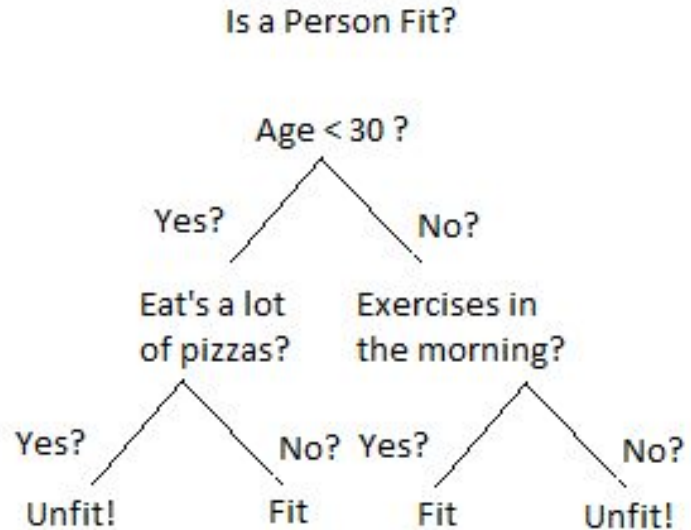 Is a Person Fit?
Age < 30 ?
Yes?
No?
Eat's a lot
of pizzas?
Exercises in
the morning?
Yes?
No?
Yes?
No?
Unfit!
Fit
Fit
Unfit!